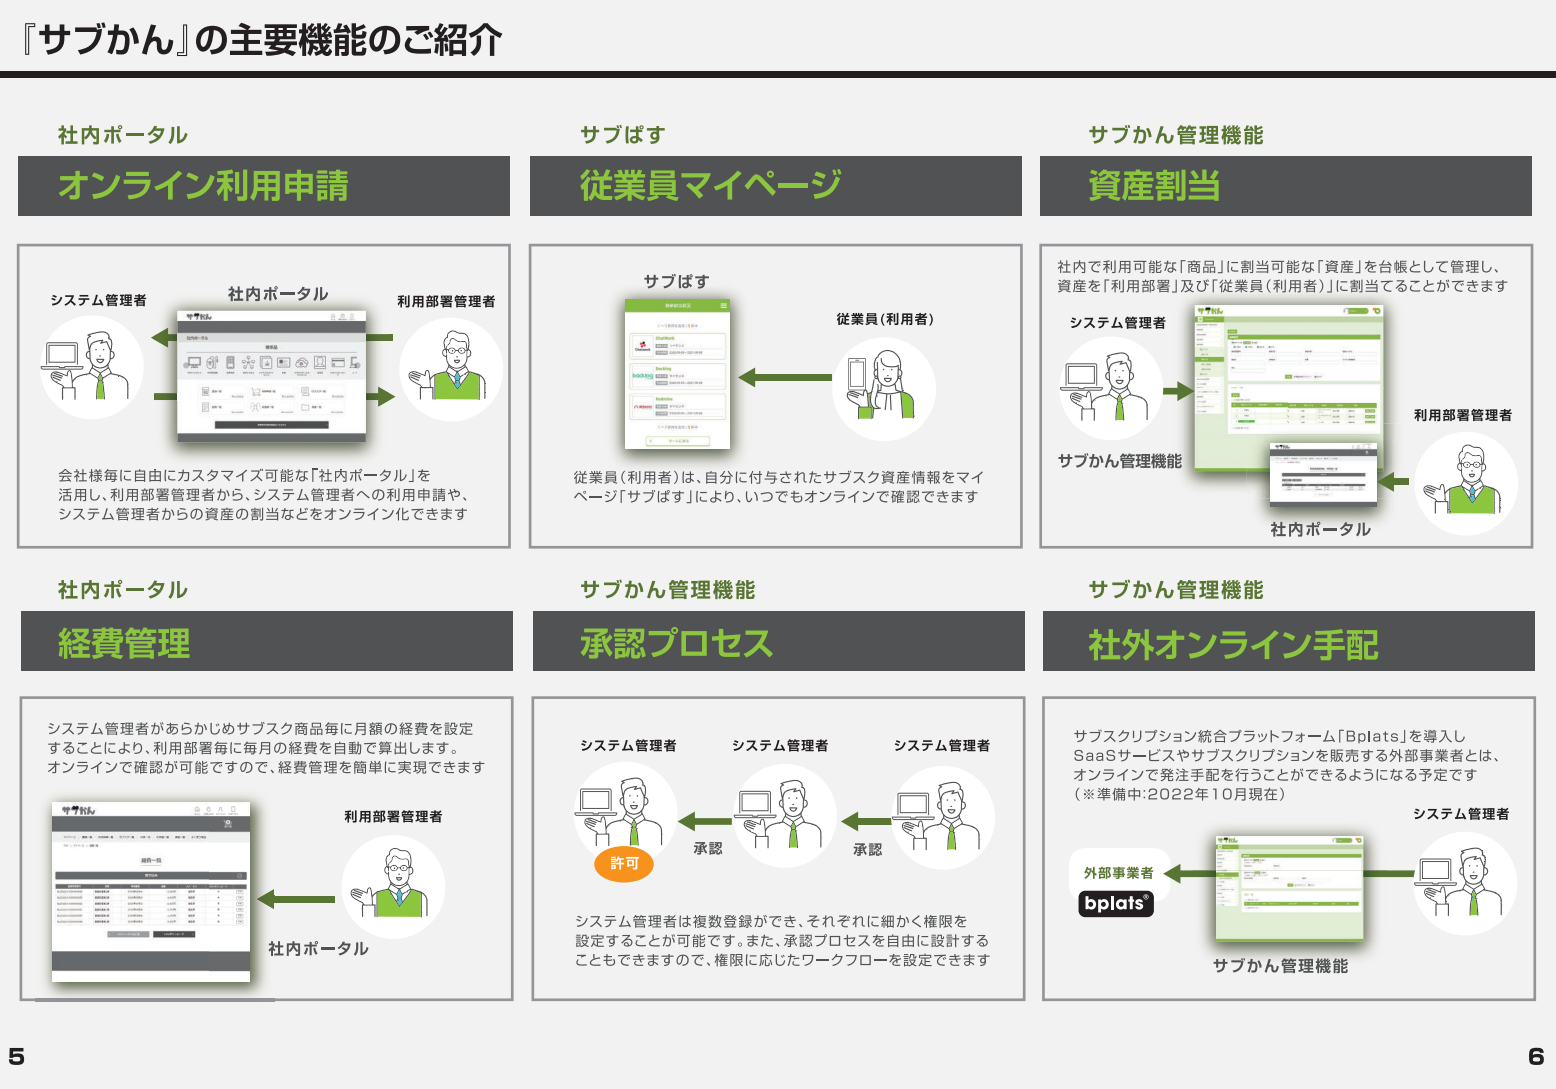 『サブかん』の主要機能のご紹介
社内ポータル
オンライン利用申請
システム管理者
社内ポータル
利用部署管理者
サブかん
会社様毎に自由にカスタマイズ可能な『社内ポータル」を
活用し、利用部署管理者から、システム管理者への利用申請や、
システム管理者からの資産の割当などをオンライン化できます
サブぱす
従業員マイページ
サブぱす
従業員(利用者)
Chatwork
backlog
従業員(利用者)は、自分に付与されたサブスク資産情報をマイ
ページ「サブぱす」により、いつでもオンラインで確認できます
サブかん管理機能
資産割当
社内で利用可能な「商品」に割当可能な「資産」を台帳として管理し、
資産を「利用部署」及び「従業員(利用者)」に割当てることができます
システム管理者
サブかん
利用部署管理者
サブかん管理機能
社内ポータル
社内ポータル
経費管理
システム管理者があらかじめサブスク商品毎に月額の経費を設定
することにより、利用部署毎に毎月の経費を自動で算出します。
オンラインで確認が可能ですので、経費管理を簡単に実現できます
サブかん
経費一覧
利用部署管理者
社内ポータル
サブかん管理機能
承認プロセス
システム管理者
システム管理者
システム管理者
承認
承認
許可
システム管理者は複数登録ができ、それぞれに細かく権限を
設定することが可能です。また、承認プロセスを自由に設計する
こともできますので、権限に応じたワークフローを設定できます
サブかん管理機能
社外オンライン手配
サブスクリプション統合プラットフォーム「Bplats」を導入し
SaaSサービスやサブスクリプションを販売する外部事業者とは、
オンラインで発注手配を行うことができるようになる予定です
(※準備中:2022年10月現在)
システム管理者
外部事業者
bplats®
サブかん管理機能
5
6